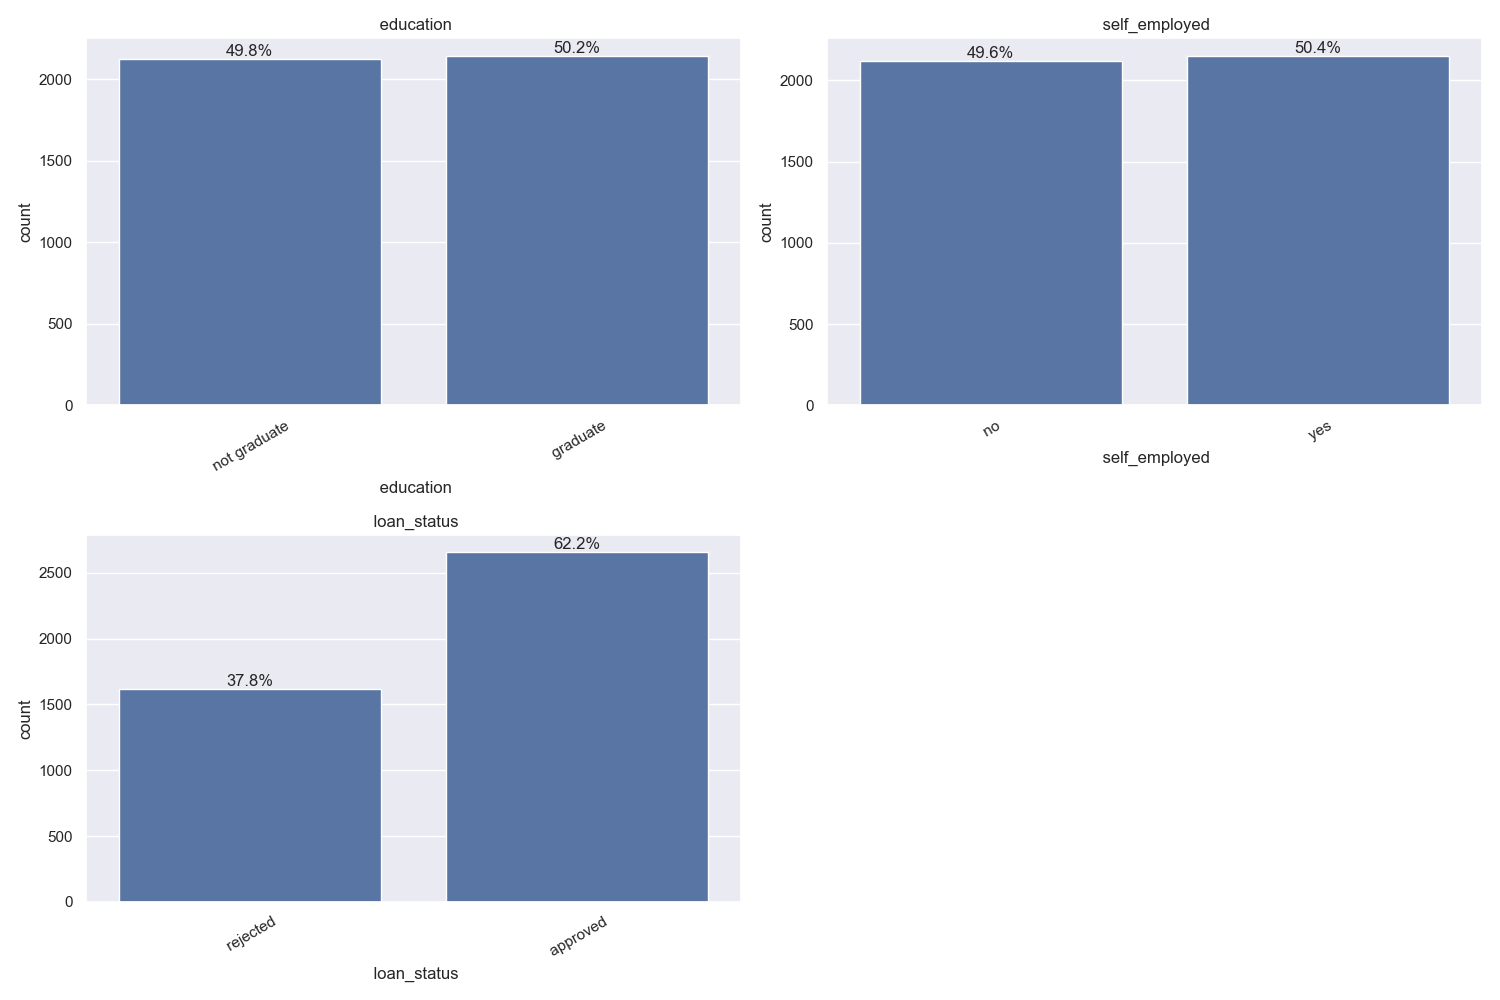 education
49.8%
50.2%
2000
1500
1000
500
0
count
not graduate
graduate
education
self_employed
49.6%
50.4%
2000
1500
1000
500
0
count
no
yes
self_employed
loan_status
37.8%
62.2%
2500
2000
1500
1000
500
0
count
rejected
approved
loan_status